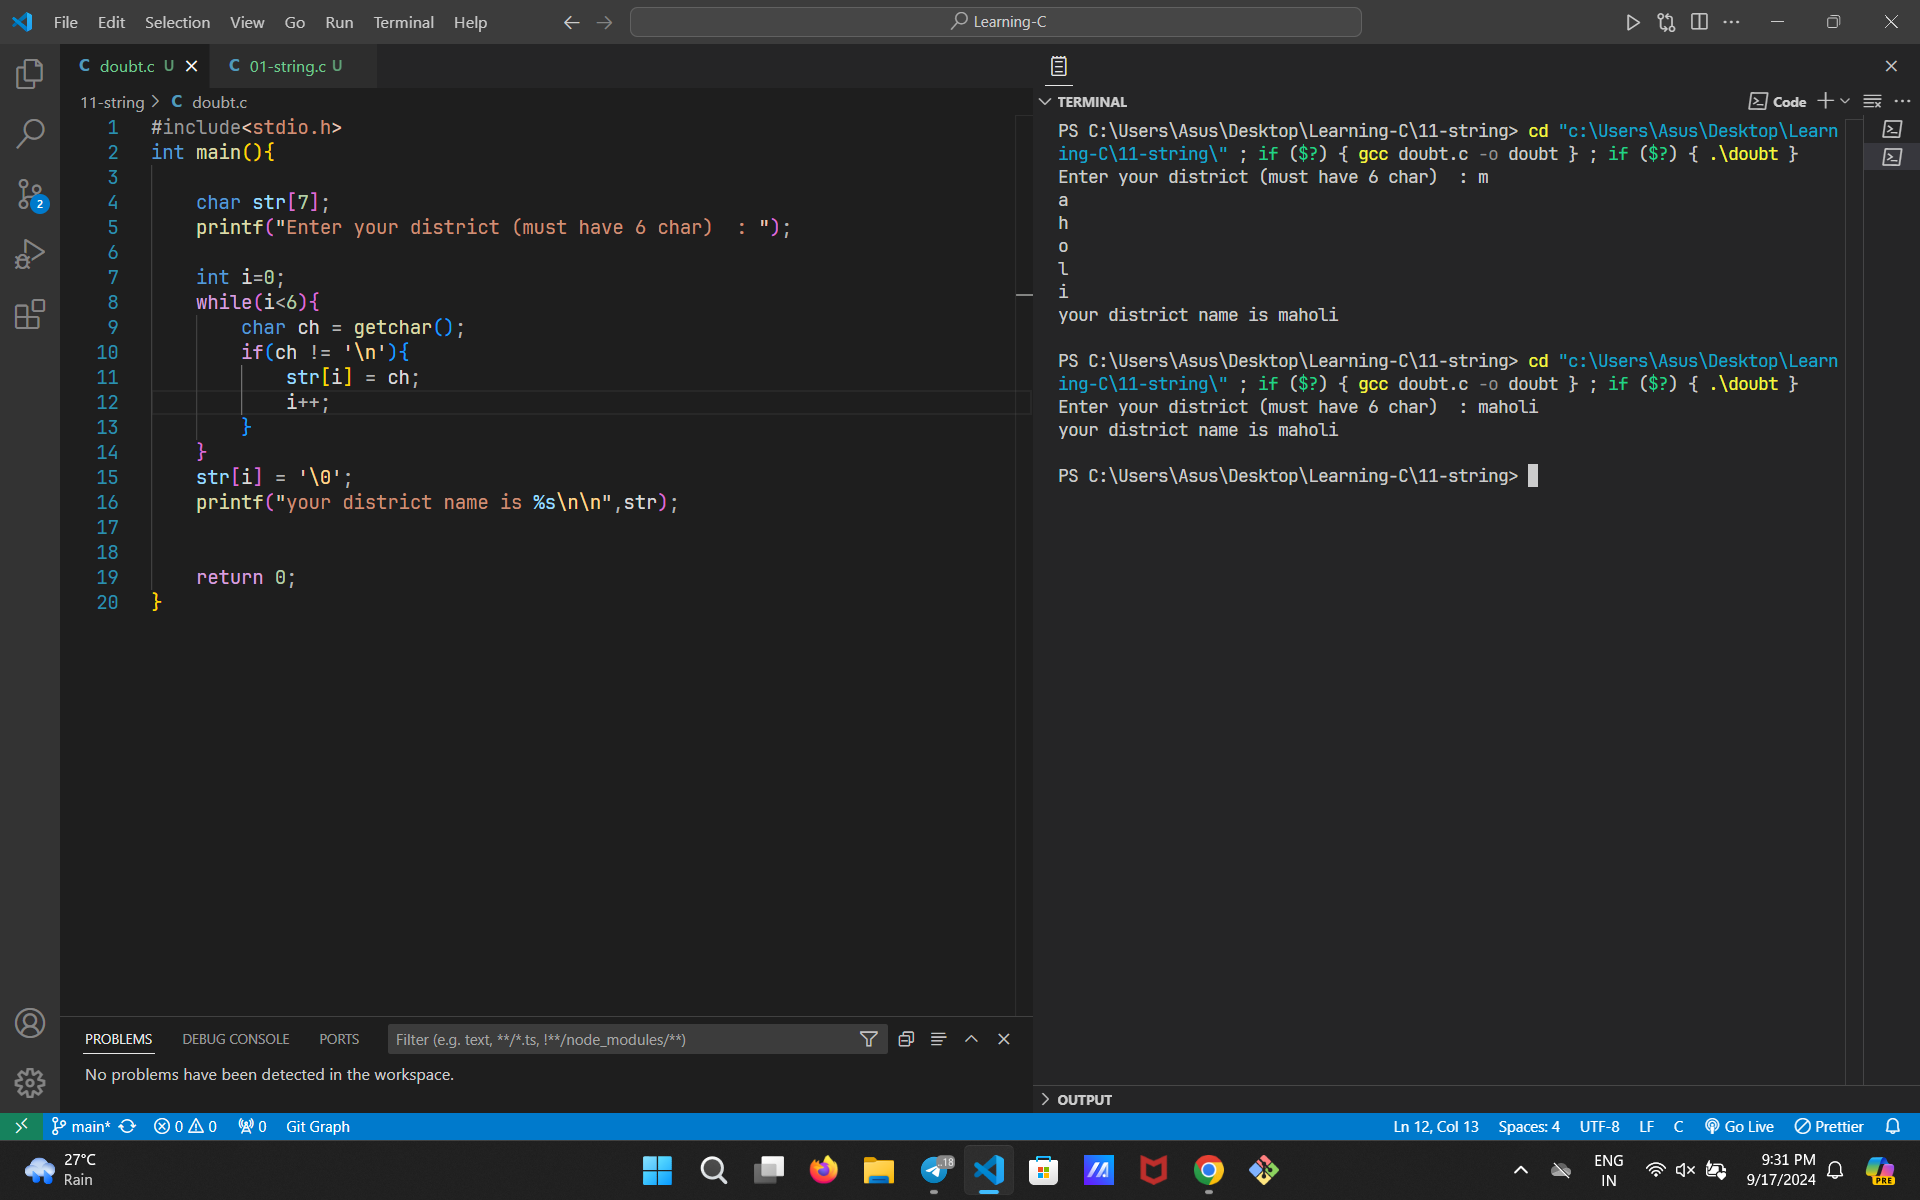 File Edit Selection View Go Run Terminal Help
Learning-C
doubt.c U
C 01-string.c U
11-string > C doubt.c
1 #include<stdio.h>
2 int main(){
3
4 char str[7];
5 printf("Enter your district (must have 6 char)  : ");
6
7 int i=0;
8 while(i<6){
9 char ch = getchar();
10 if(ch != '\n'){
11 str[i] = ch;
12 i++;
13 }
14 }
15 str[i] = '\0';
16 printf("your district name is %s\n\n",str);
17
18
19 return 0;
20 }
TERMINAL
Code
PS C:\Users\Asus\Desktop\Learning-C\11-string> cd "c:\Users\Asus\Desktop\Learn
ing-C\11-string\" ; if ($?) { gcc doubt.c -o doubt } ; if ($?) { .\doubt }
Enter your district (must have 6 char)  : m
a
h
o
l
i
your district name is maholi
PS C:\Users\Asus\Desktop\Learning-C\11-string> cd "c:\Users\Asus\Desktop\Learn
ing-C\11-string\" ; if ($?) { gcc doubt.c -o doubt } ; if ($?) { .\doubt }
Enter your district (must have 6 char)  : maholi
your district name is maholi
PS C:\Users\Asus\Desktop\Learning-C\11-string>
2
PROBLEMS DEBUG CONSOLE PORTS
Filter (e.g. text, **/*.ts, !**/node_modules/**)
No problems have been detected in the workspace.
OUTPUT
main* 0 0 0 Git Graph
Ln 12, Col 13 Spaces: 4 UTF-8 LF C Go Live Prettier
27°C
Rain
..18
ENG
IN
9:31 PM
9/17/2024
PRE